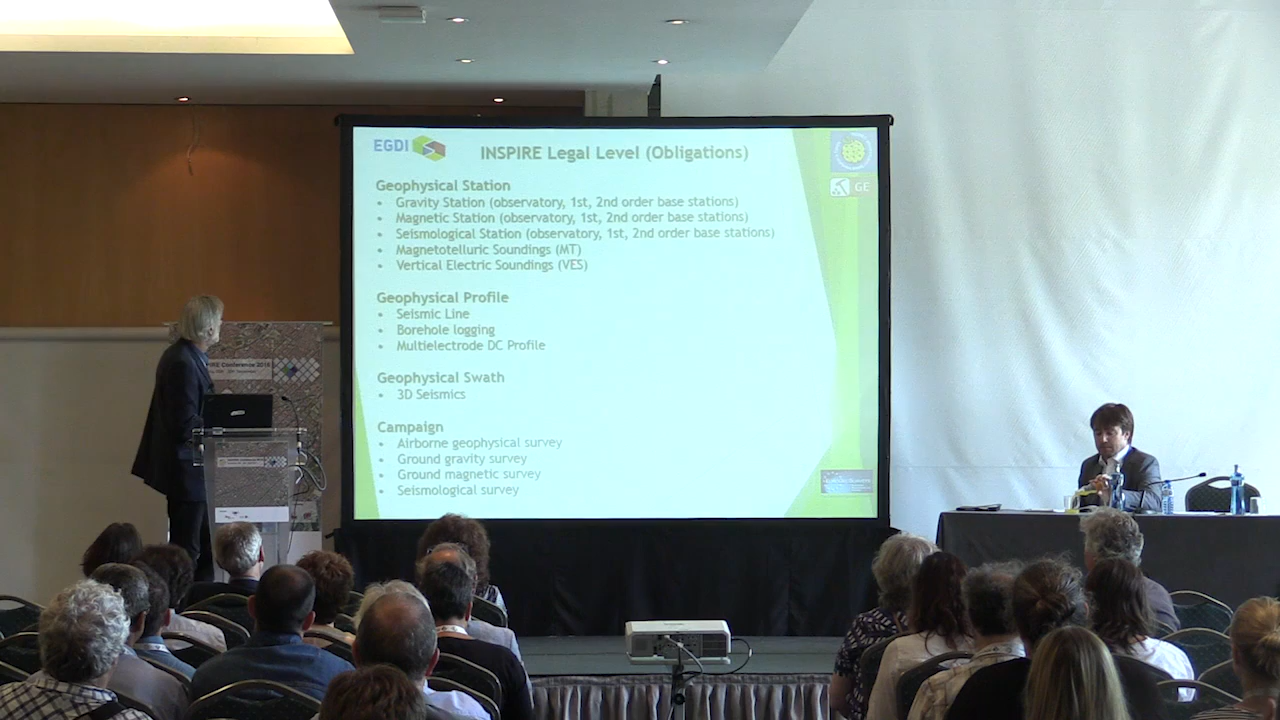 EGDI
INSPIRE Legal Level (Obligations)
GE
Geophysical Station
• Gravity Station (observatory, 1st, 2nd order base stations)
• Magnetic Station (observatory, 1st, 2nd order base stations)
• Seismological Station (observatory, 1st, 2nd order base stations)
• Magnetotelluric Soundings (MT)
• Vertical Electric Soundings (VES)
Geophysical Profile
• Seismic Line
• Borehole logging
• Multielectrode DC Profile
Geophysical Swath
• 3D Seismics
Campaign
• Airborne geophysical survey
• Ground gravity survey
• Ground magnetic survey
• Seismological survey
Conference 2016